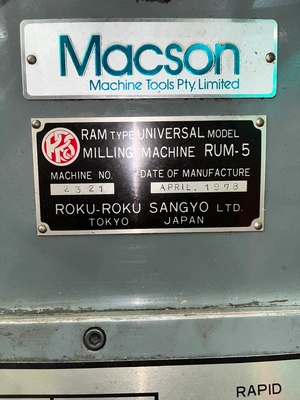 Macson
Machine Tools Pty. Limited
RAM TYPE UNIVERSAL MODEL
MILLING MACHINE RUM-5
MACHINE NO. DATE OF MANUFACTURE
2321 APRIL. 1978
ROKU-ROKU SANGYO LTD.
TOKYO JAPAN
RAPID